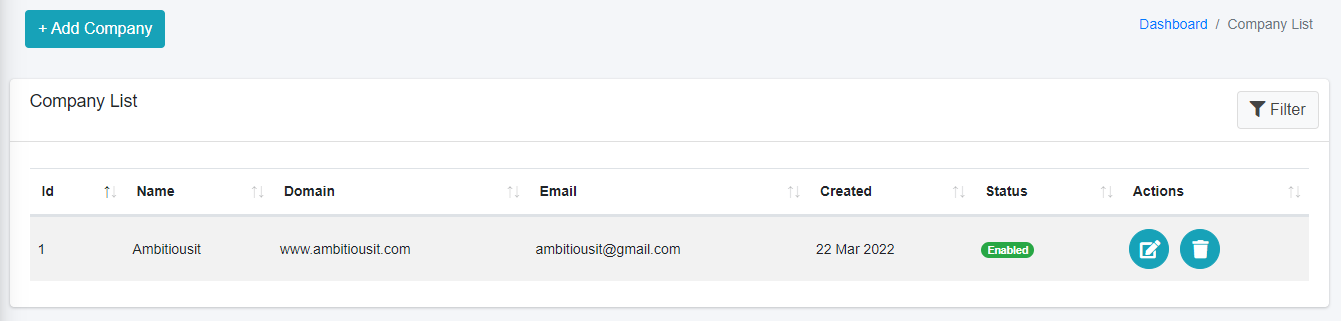 + Add Company
Dashboard / Company List
Company List
Filter
Id Name Domain Email Created Status Actions
1 Ambitiousit www.ambitiousit.com ambitiousit@gmail.com 22 Mar 2022 Enabled